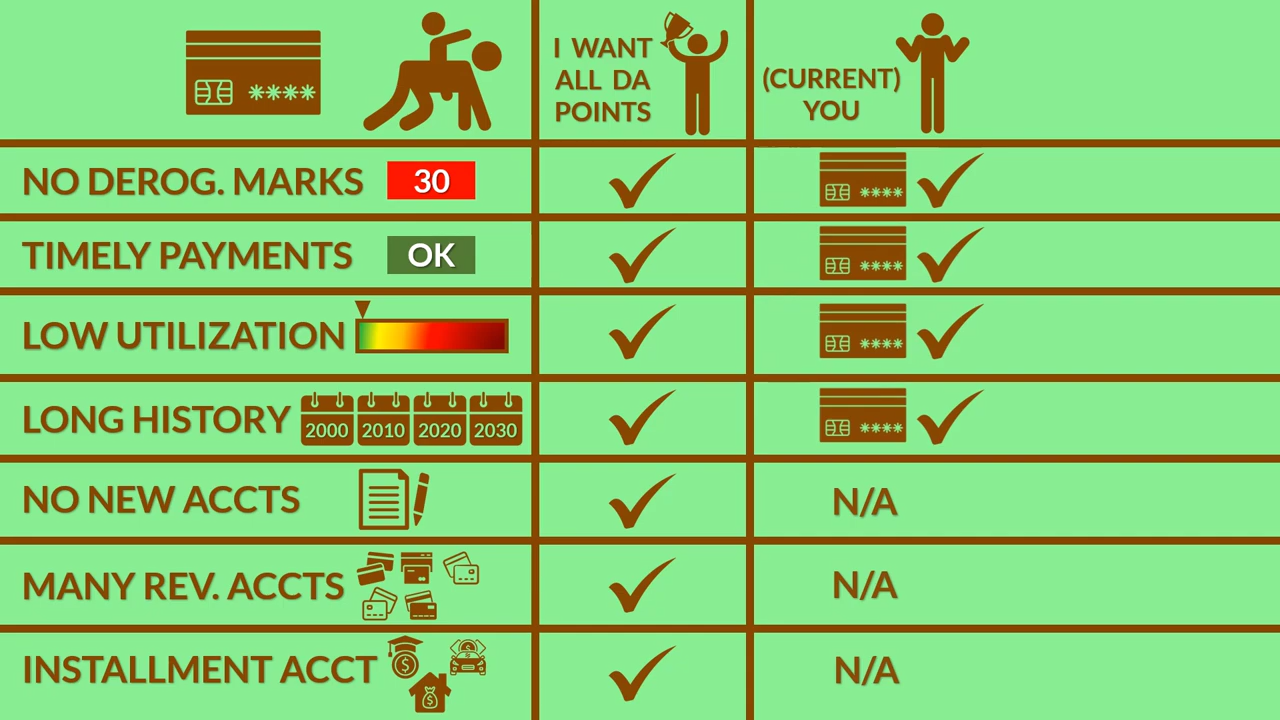 ****
I WANT
ALL DA
POINTS
(CURRENT)
YOU
NO DEROG. MARKS 30
****
TIMELY PAYMENTS OK
****
LOW UTILIZATION
****
LONG HISTORY 2000 2010 2020 2030
****
NO NEW ACCTS N/A
MANY REV. ACCTS N/A
INSTALLMENT ACCT $ $ $ N/A